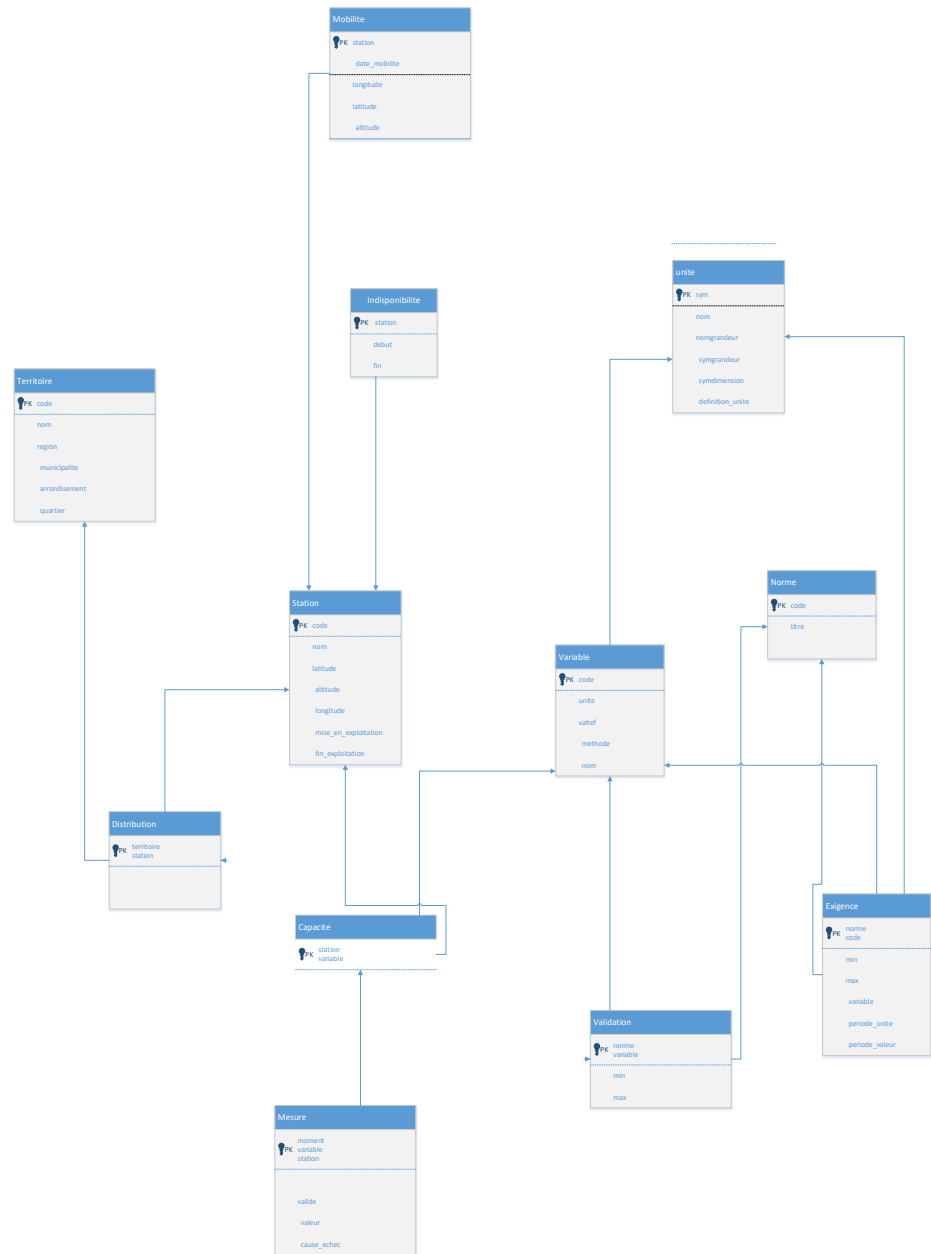 Mobilite
PK station
date_mobilite
longitude
latitude
altitude
unite
PK sym
nom
nomgrandeur
symgrandeur
symdimension
definition_unite
Indisponibilite
PK station
debut
fin
Territoire
PK code
nom
region
municipalite
arrondisement
quartier
Norme
PK code
titre
Station
PK code
nom
latitude
altitude
longitude
mise_en_exploitation
fin_exploitation
Variable
PK code
unite
valref
methode
nom
Distribution
PK territoire
station
Exigence
PK norme
code
min
max
variable
periode_unite
periode_valeur
Capacite
PK station
variable
Validation
PK norme
variable
min
max
Mesure
moment
PK variable
station
valide
valeur
cause_echec